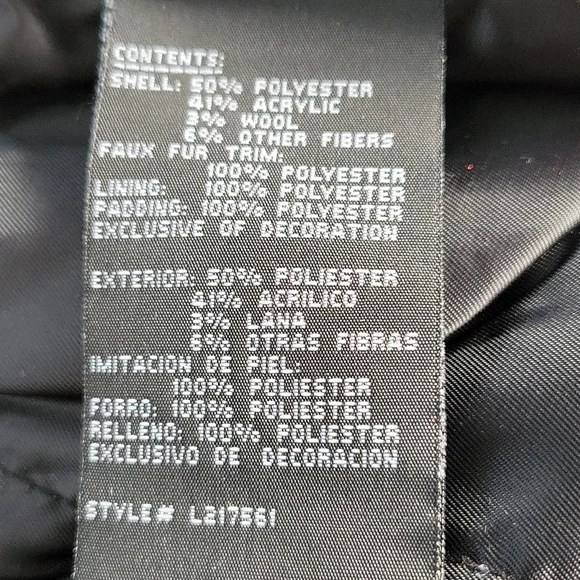 CONTENTS:
SHELL: 50% POLYESTER
41% ACRYLIC
3% WOOL
6% OTHER FIBERS
FAUX FUR TRIM:
100% POLYESTER
LINING: 100% POLYESTER
PADDING: 100% POLYESTER
EXCLUSIVE OF DECORATION
EXTERIOR: 50% POLIESTER
41% ACRILICO
3% LANA
6% OTRAS FIBRAS
IMITACION DE PIEL:
100% POLIESTER
FORRO: 100% POLIESTER
RELLENO: 100% POLIESTER
EXCLUSIVO DE DECORACION
STYLE# L217561